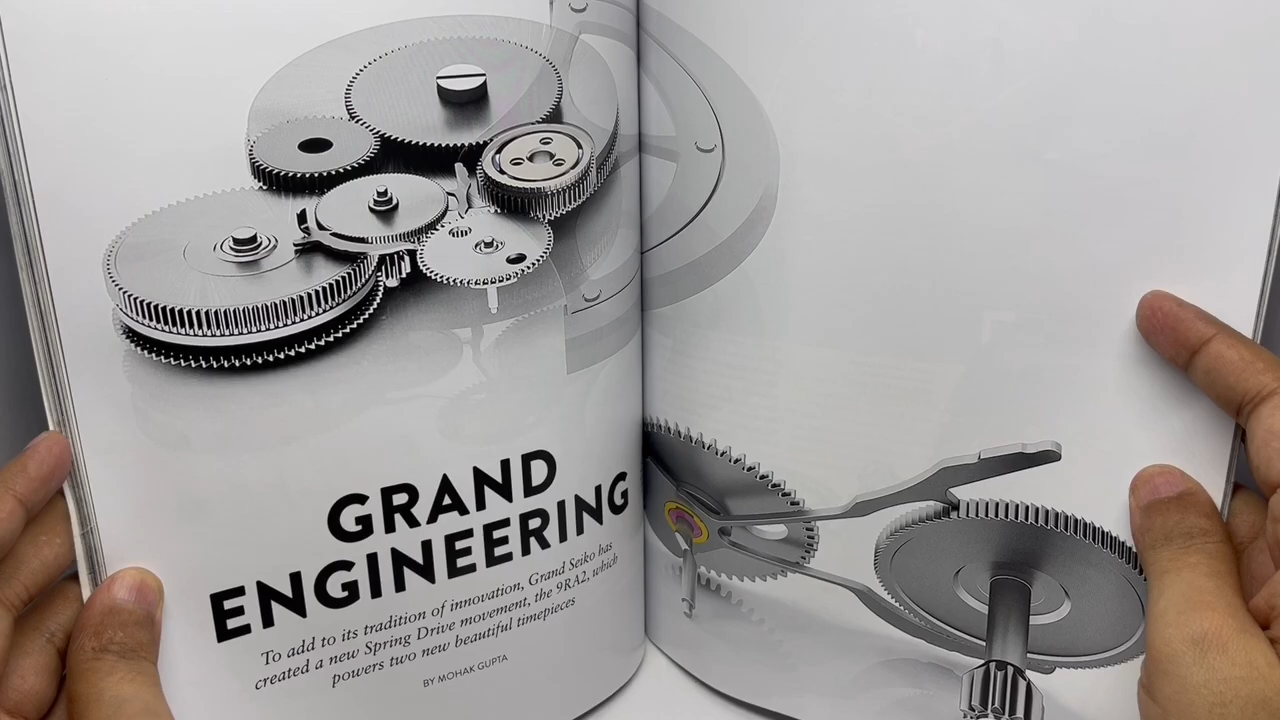 GRAND
ENGINEERING
To add to its tradition of innovation, Grand Seiko has
created a new Spring Drive movement, the 9RA2, which
powers two new beautiful timepieces
BY MOHAK GUPTA